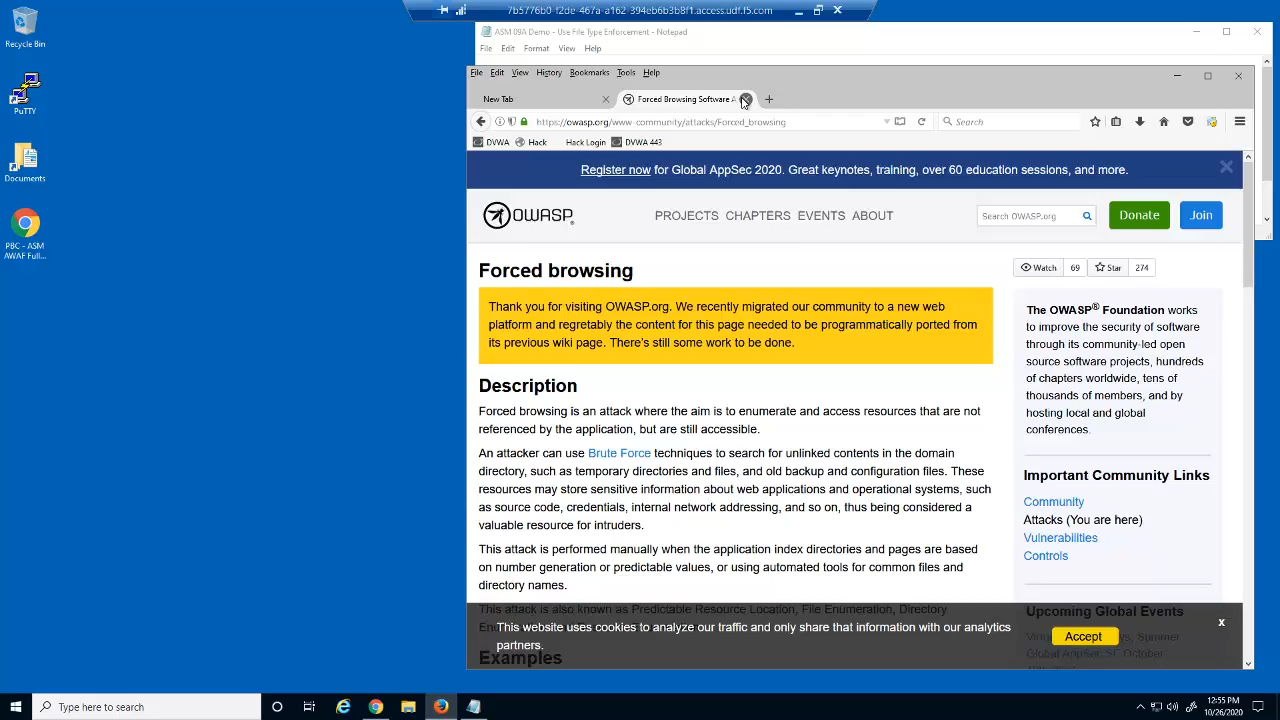 7b5776b0-f2de-467a-a162-394eb6b3b8f1.access.udf.f5.com
Recycle Bin
PuTTY
Documents
PBC - ASM
AWAF Full...
ASM 09A Demo - Use File Type Enforcement - Notepad
File Edit Format View Help
File Edit View History Bookmarks Tools Help
New Tab
Forced Browsing Software A
https://owasp.org/www-community/attacks/Forced_browsing
Search
DVWA Hack Hack Login DVWA 443
Register now for Global AppSec 2020. Great keynotes, training, over 60 education sessions, and more.
OWASP
PROJECTS CHAPTERS EVENTS ABOUT
Search OWASP.org
Donate
Join
Forced browsing
Watch 69 Star 274
Thank you for visiting OWASP.org. We recently migrated our community to a new web
platform and regretably the content for this page needed to be programmatically ported from
its previous wiki page. There's still some work to be done.
Description
Forced browsing is an attack where the aim is to enumerate and access resources that are not
referenced by the application, but are still accessible.
An attacker can use Brute Force techniques to search for unlinked contents in the domain
directory, such as temporary directories and files, and old backup and configuration files. These
resources may store sensitive information about web applications and operational systems, such
as source code, credentials, internal network addressing, and so on, thus being considered a
valuable resource for intruders.
This attack is performed manually when the application index directories and pages are based
on number generation or predictable values, or using automated tools for common files and
directory names.
This attack is also known as Predictable Resource Location, File Enumeration, Directory
Examples
The OWASP® Foundation works
to improve the security of software
through its community-led open
source software projects, hundreds
of chapters worldwide, tens of
thousands of members, and by
hosting local and global
conferences.
Important Community Links
Community
Attacks (You are here)
Vulnerabilities
Controls
Upcoming Global Events
This website uses cookies to analyze our traffic and only share that information with our analytics
partners.
Accept
x
Type here to search
12:55 PM
10/26/2020